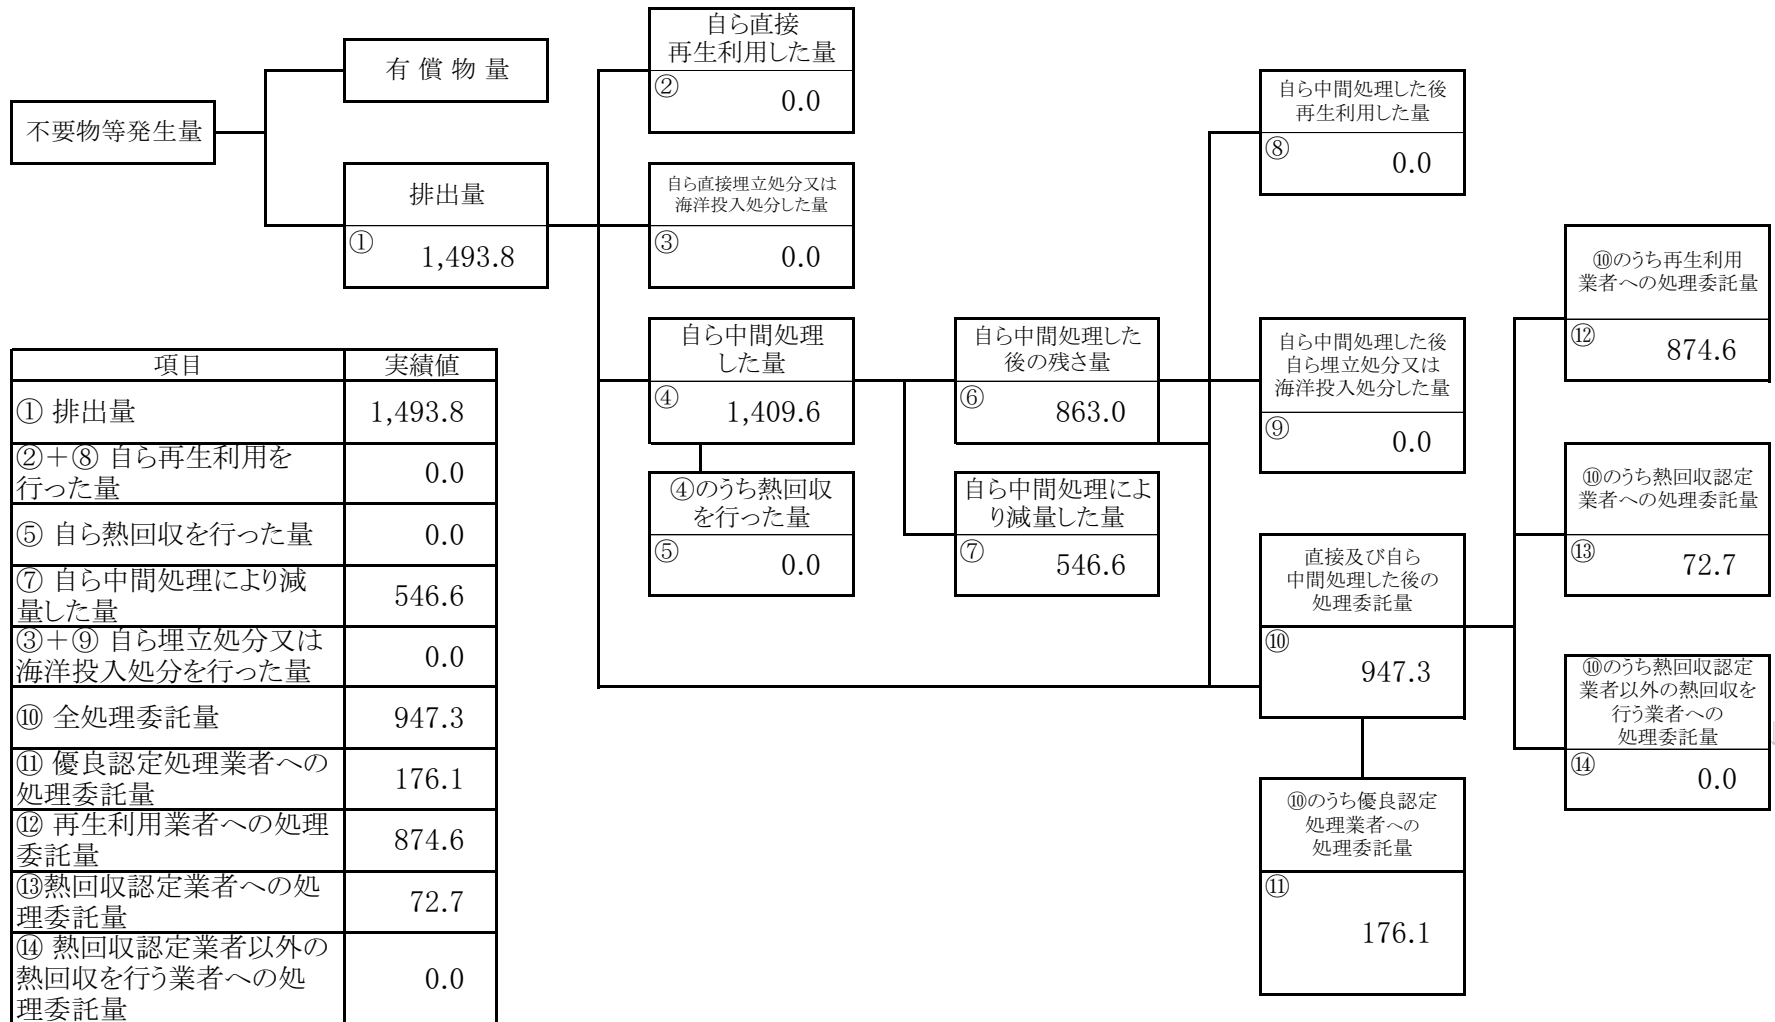 不要物等発生量
有償物量
排出量
①
1,493.8
自ら直接
再生利用した量
②
0.0
自ら直接埋立処分又は
海洋投入処分した量
③
0.0
自ら中間処理
した量
④
1,409.6
④のうち熱回収
を行った量
⑤
0.0
自ら中間処理した
後の残さ量
⑥
863.0
自ら中間処理によ
り減量した量
⑦
546.6
自ら中間処理した後
再生利用した量
⑧
0.0
自ら中間処理した後
自ら埋立処分又は
海洋投入処分した量
⑨
0.0
直接及び自ら
中間処理した後の
処理委託量
⑩
947.3
⑩のうち優良認定
処理業者への
処理委託量
⑪
176.1
⑩のうち再生利用
業者への処理委託量
⑫
874.6
⑩のうち熱回収認定
業者への処理委託量
⑬
72.7
⑩のうち熱回収認定
業者以外の熱回収を
行う業者への
処理委託量
⑭
0.0
項目 実績値
① 排出量 1,493.8
②＋⑧ 自ら再生利用を
行った量 0.0
⑤ 自ら熱回収を行った量 0.0
⑦ 自ら中間処理により減
量した量 546.6
③＋⑨ 自ら埋立処分又は
海洋投入処分を行った量 0.0
⑩ 全処理委託量 947.3
⑪ 優良認定処理業者への
処理委託量 176.1
⑫ 再生利用業者への処理
委託量 874.6
⑬熱回収認定業者への処
理委託量 72.7
⑭ 熱回収認定業者以外の
熱回収を行う業者への処
理委託量 0.0